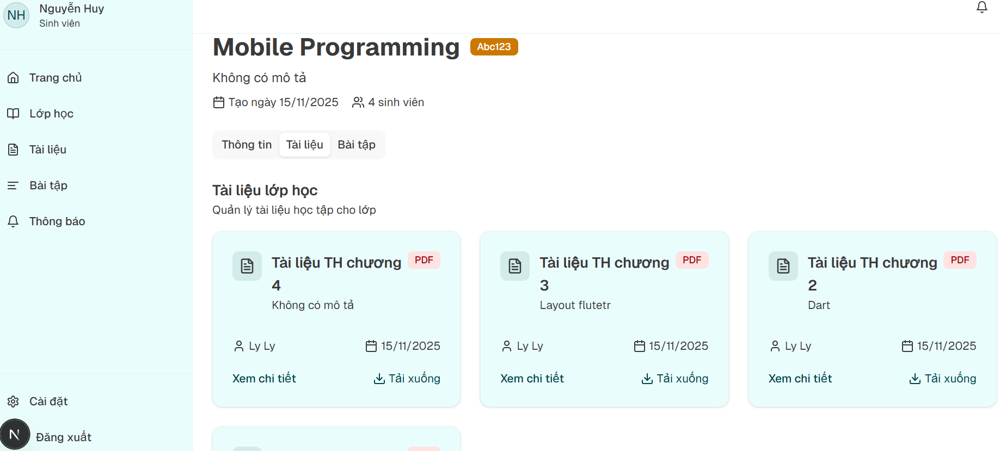 NH
Nguyễn Huy
Sinh viên
Trang chủ
Lớp học
Tài liệu
Bài tập
Thông báo
Cài đặt
N
Đăng xuất
Mobile Programming
Abc123
Không có mô tả
Tạo ngày 15/11/2025
4 sinh viên
Thông tin
Tài liệu
Bài tập
Tài liệu lớp học
Quản lý tài liệu học tập cho lớp
Tài liệu TH chương
4
PDF
Không có mô tả
Ly Ly
15/11/2025
Xem chi tiết
Tải xuống
Tài liệu TH chương
3
PDF
Layout flutetr
Ly Ly
15/11/2025
Xem chi tiết
Tải xuống
Tài liệu TH chương
2
PDF
Dart
Ly Ly
15/11/2025
Xem chi tiết
Tải xuống